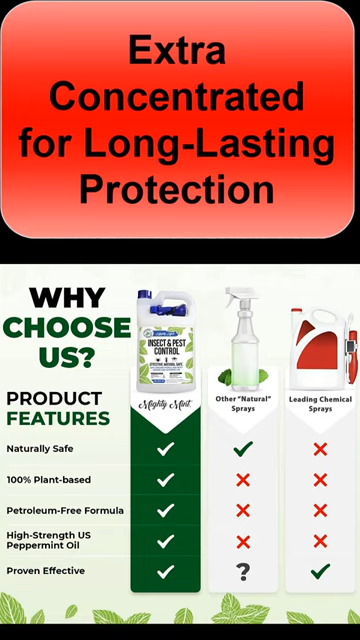 Extra
Concentrated
for Long-Lasting
Protection
WHY
CHOOSE
US?
INSECT & PEST
CONTROL
Mighty Mint
Other "Natural"
Sprays
Leading Chemical
Sprays
PRODUCT
FEATURES
Naturally Safe
100% Plant-based
Petroleum-Free Formula
High-Strength US
Peppermint Oil
Proven Effective
?